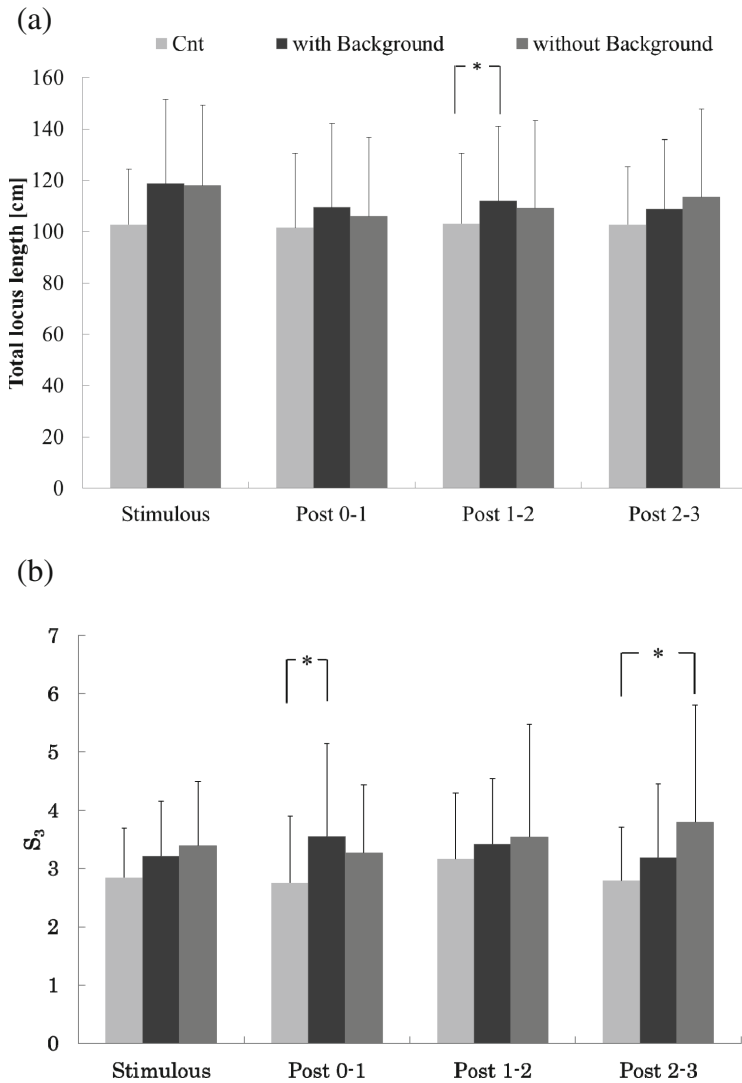 (a)
Cnt with Background without Background
*
160
140
120
100
80
60
40
20
0
Total locus length [cm]
Stimulous Post 0-1 Post 1-2 Post 2-3
(b)
* *
7
6
5
4
3
2
1
0
S₃
Stimulous Post 0-1 Post 1-2 Post 2-3